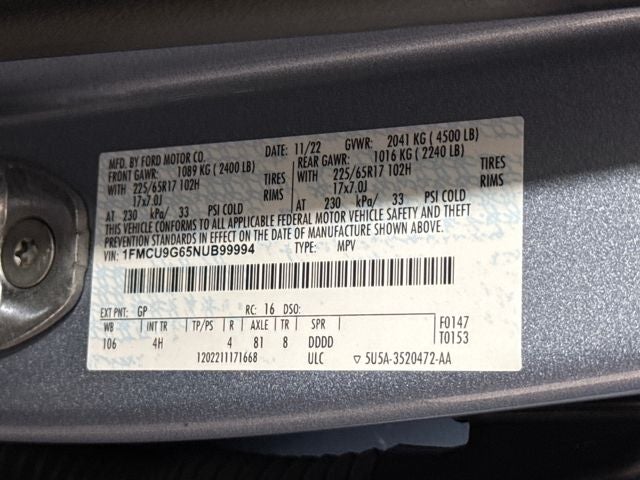 MFD. BY FORD MOTOR CO. DATE: 11/22 GVWR: 2041 KG ( 4500 LB)
FRONT GAWR: 1089 KG ( 2400 LB) REAR GAWR: 1016 KG ( 2240 LB)
WITH 225/65R17 102H TIRES WITH 225/65R17 102H TIRES
17x7.0J RIMS 17x7.0J RIMS
AT 230 kPa/ 33 PSI COLD AT 230 kPa/ 33 PSI COLD
THIS VEHICLE CONFORMS TO ALL APPLICABLE FEDERAL MOTOR VEHICLE SAFETY AND THEFT
PREVENTION STANDARDS IN EFFECT ON THE DATE OF MANUFACTURE SHOWN ABOVE.
VIN: 1FMCU9G65NUB99994 TYPE: MPV
EXT PNT: GP RC: 16 DSO:
WB INT TR TP/PS R AXLE TR SPR F0147
106 4H 4 81 8 DDDD T0153
1202211171668 ULC ▽ 5U5A-3520472-AA